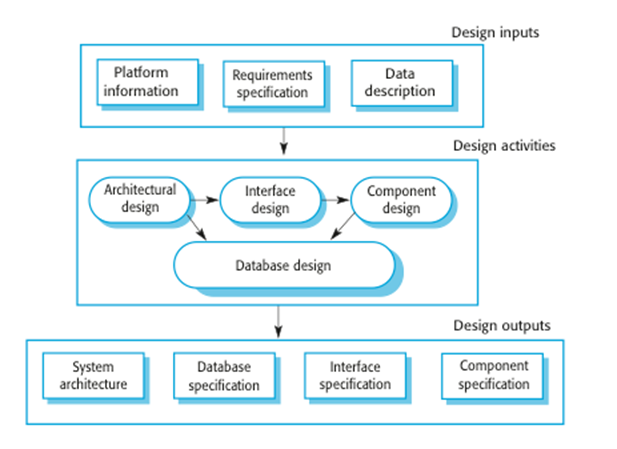 Design inputs
Platform
information
Requirements
specification
Data
description
Design activities
Architectural
design
Interface
design
Component
design
Database design
Design outputs
System
architecture
Database
specification
Interface
specification
Component
specification